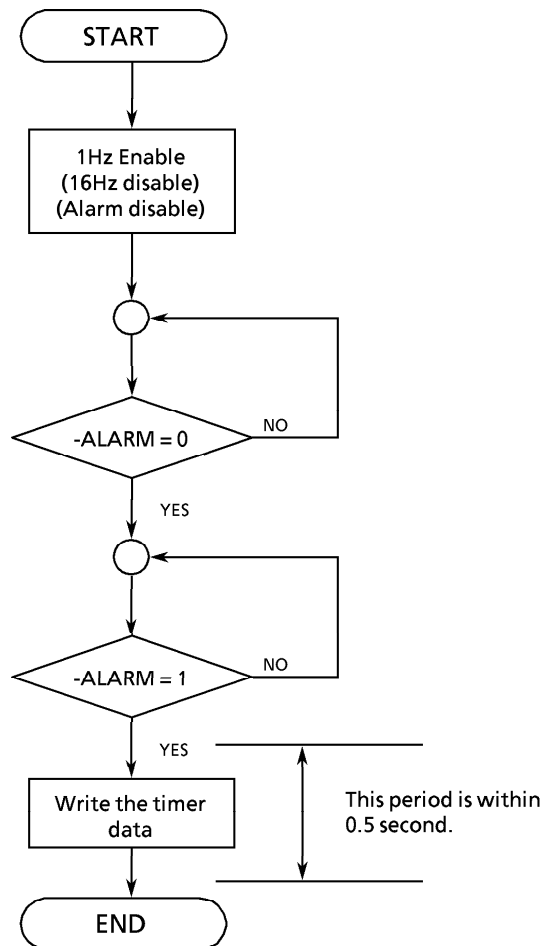 START
1Hz Enable
(16Hz disable)
(Alarm disable)
-ALARM = 0
NO
YES
-ALARM = 1
NO
YES
Write the timer
data
This period is within
0.5 second.
END